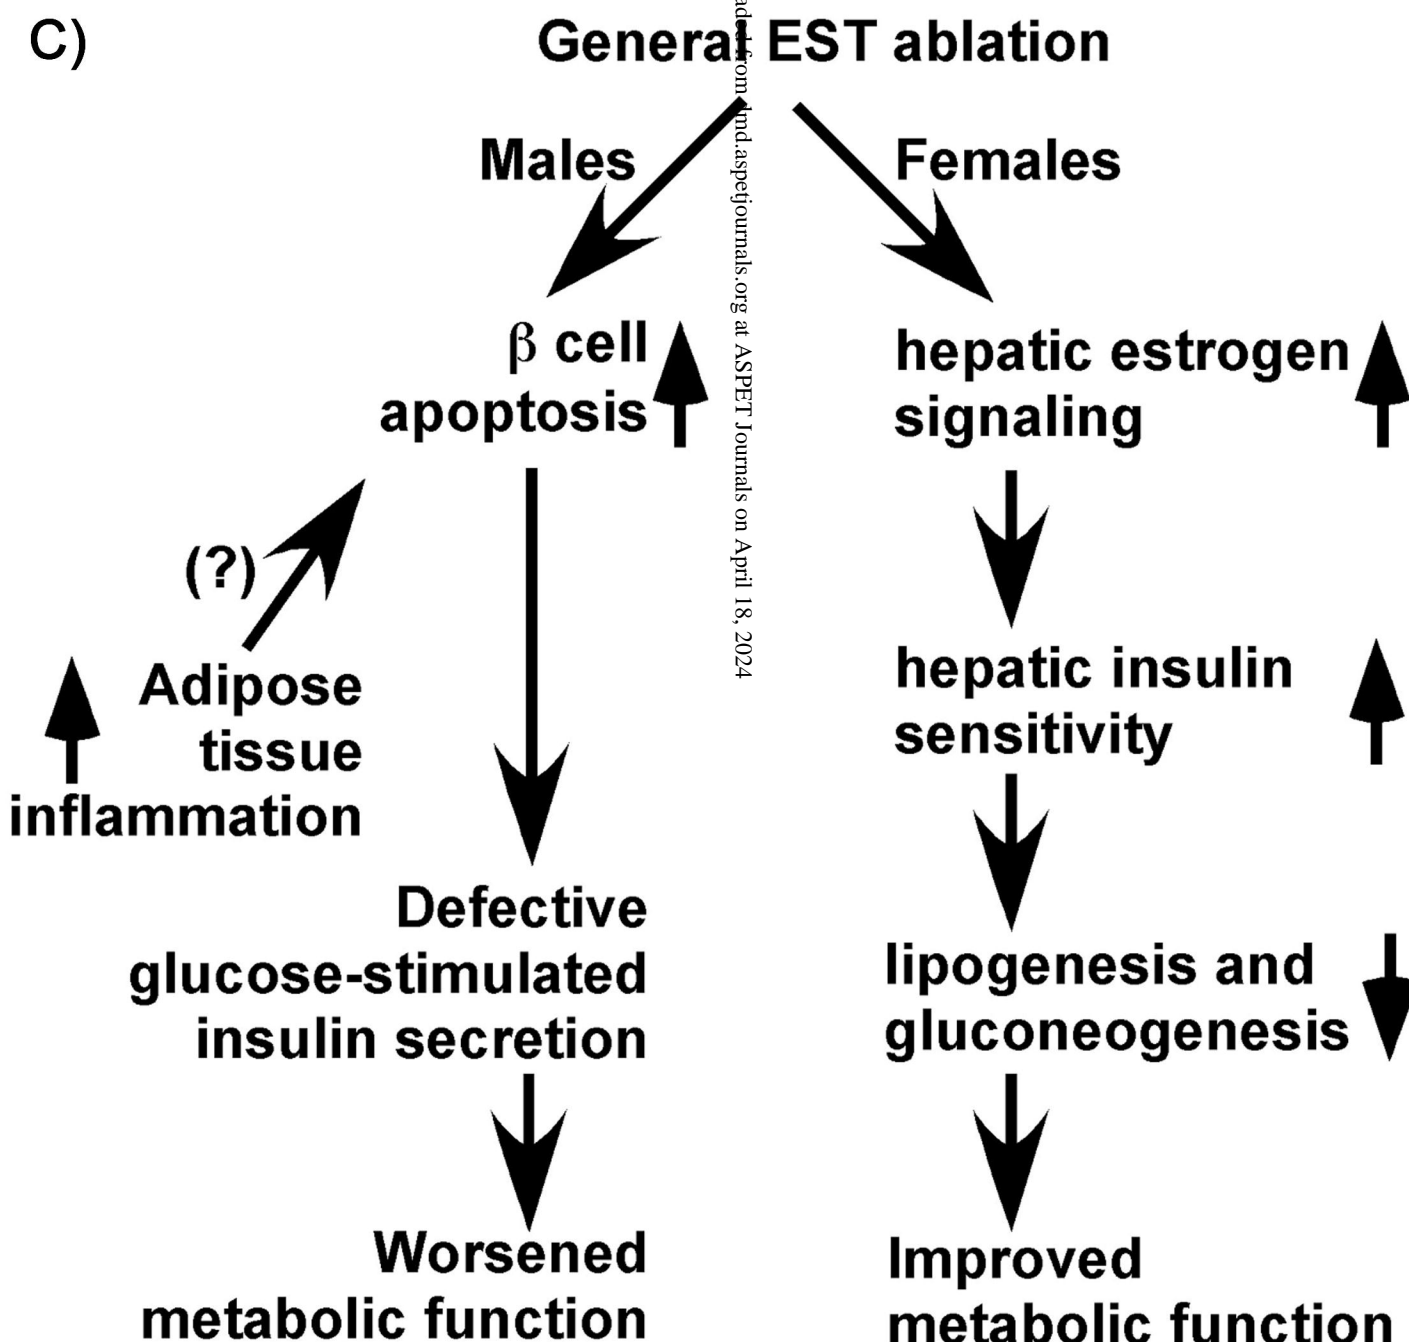 C)
General EST ablation
Males
Females
β cell
apoptosis
(?)
Adipose
tissue
inflammation
Defective
glucose-stimulated
insulin secretion
Worsened
metabolic function
hepatic estrogen
signaling
hepatic insulin
sensitivity
lipogenesis and
gluconeogenesis
Improved
metabolic function
from dmd.aspetjournals.org at ASPET Journals on April 18, 2024